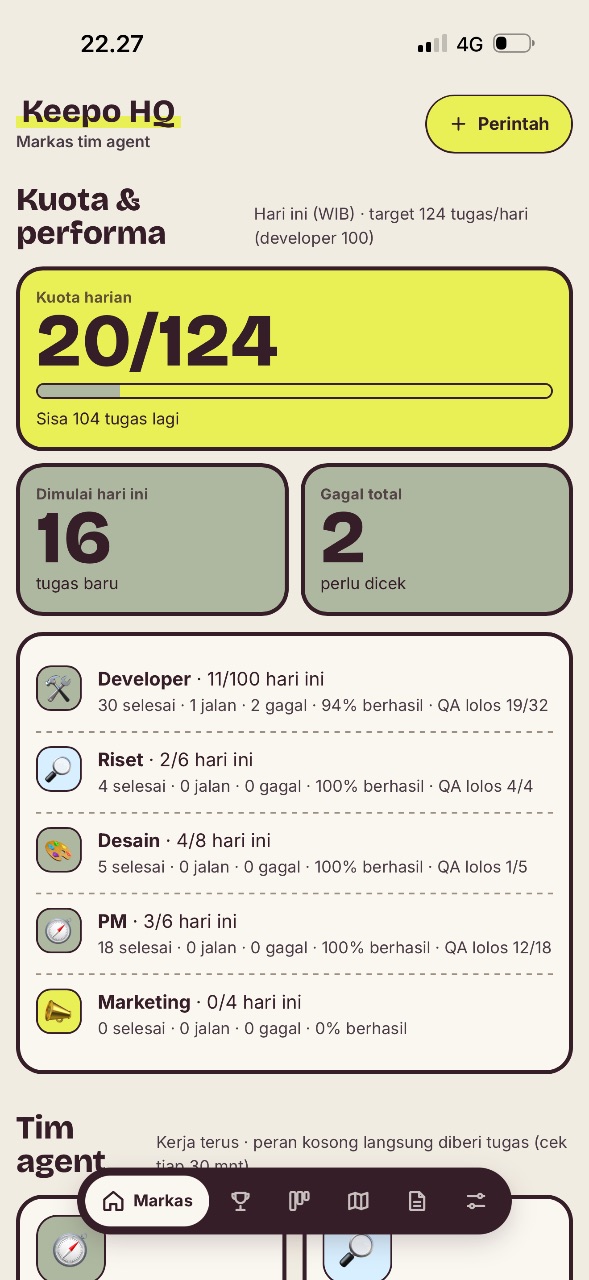 22.27
4G
Keepo HQ
Markas tim agent
+ Perintah
Kuota &
performa
Hari ini (WIB) · target 124 tugas/hari
(developer 100)
Kuota harian
20/124
Sisa 104 tugas lagi
Dimulai hari ini
16
tugas baru
Gagal total
2
perlu dicek
Developer · 11/100 hari ini
30 selesai · 1 jalan · 2 gagal · 94% berhasil · QA lolos 19/32
Riset · 2/6 hari ini
4 selesai · 0 jalan · 0 gagal · 100% berhasil · QA lolos 4/4
Desain · 4/8 hari ini
5 selesai · 0 jalan · 0 gagal · 100% berhasil · QA lolos 1/5
PM · 3/6 hari ini
18 selesai · 0 jalan · 0 gagal · 100% berhasil · QA lolos 12/18
Marketing · 0/4 hari ini
0 selesai · 0 jalan · 0 gagal · 0% berhasil
Tim
agent
Kerja terus · peran kosong langsung diberi tugas (cek
tiap 30 mnt)
Markas